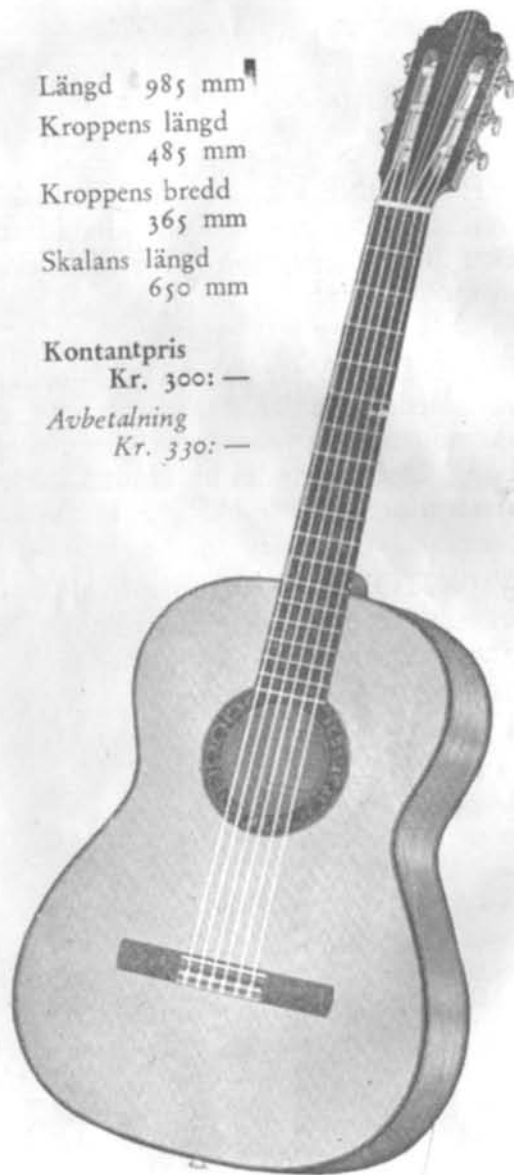 Längd 985 mm
Kroppens längd
485 mm
Kroppens bredd
365 mm
Skalans längd
650 mm
Kontantpris
Kr. 300: —
Avbetalning
Kr. 330: —